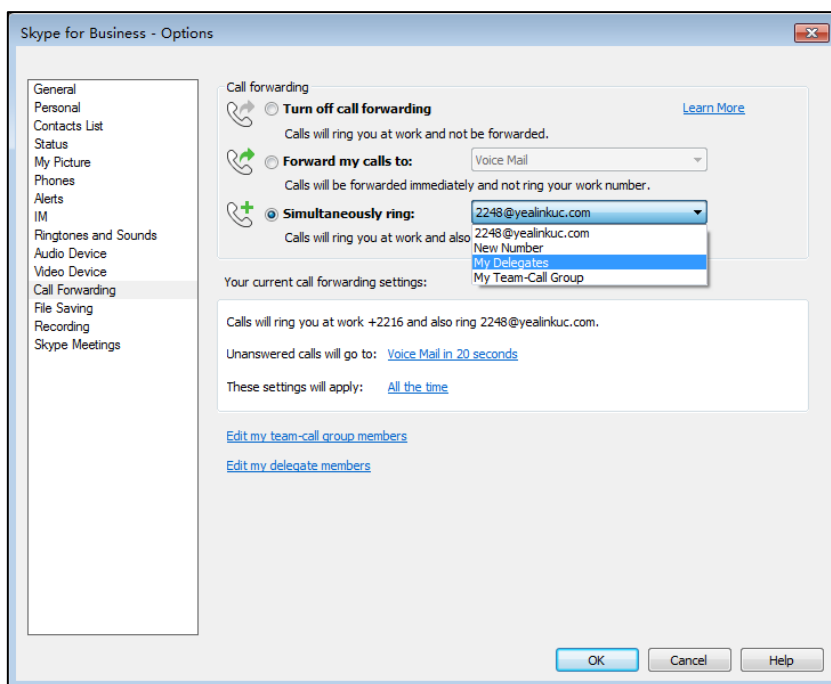 Skype for Business - Options
General
Personal
Contacts List
Status
My Picture
Phones
Alerts
IM
Ringtones and Sounds
Audio Device
Video Device
Call Forwarding
File Saving
Recording
Skype Meetings
Call forwarding
Turn off call forwarding
Learn More
Calls will ring you at work and not be forwarded.
Forward my calls to:
Voice Mail
Calls will be forwarded immediately and not ring your work number.
Simultaneously ring:
2248@yealinkuc.com
Calls will ring you at work and also
2248@yealinkuc.com
New Number
My Delegates
My Team-Call Group
Your current call forwarding settings:
Calls will ring you at work +2216 and also ring 2248@yealinkuc.com.
Unanswered calls will go to: Voice Mail in 20 seconds
These settings will apply: All the time
Edit my team-call group members
Edit my delegate members
OK
Cancel
Help